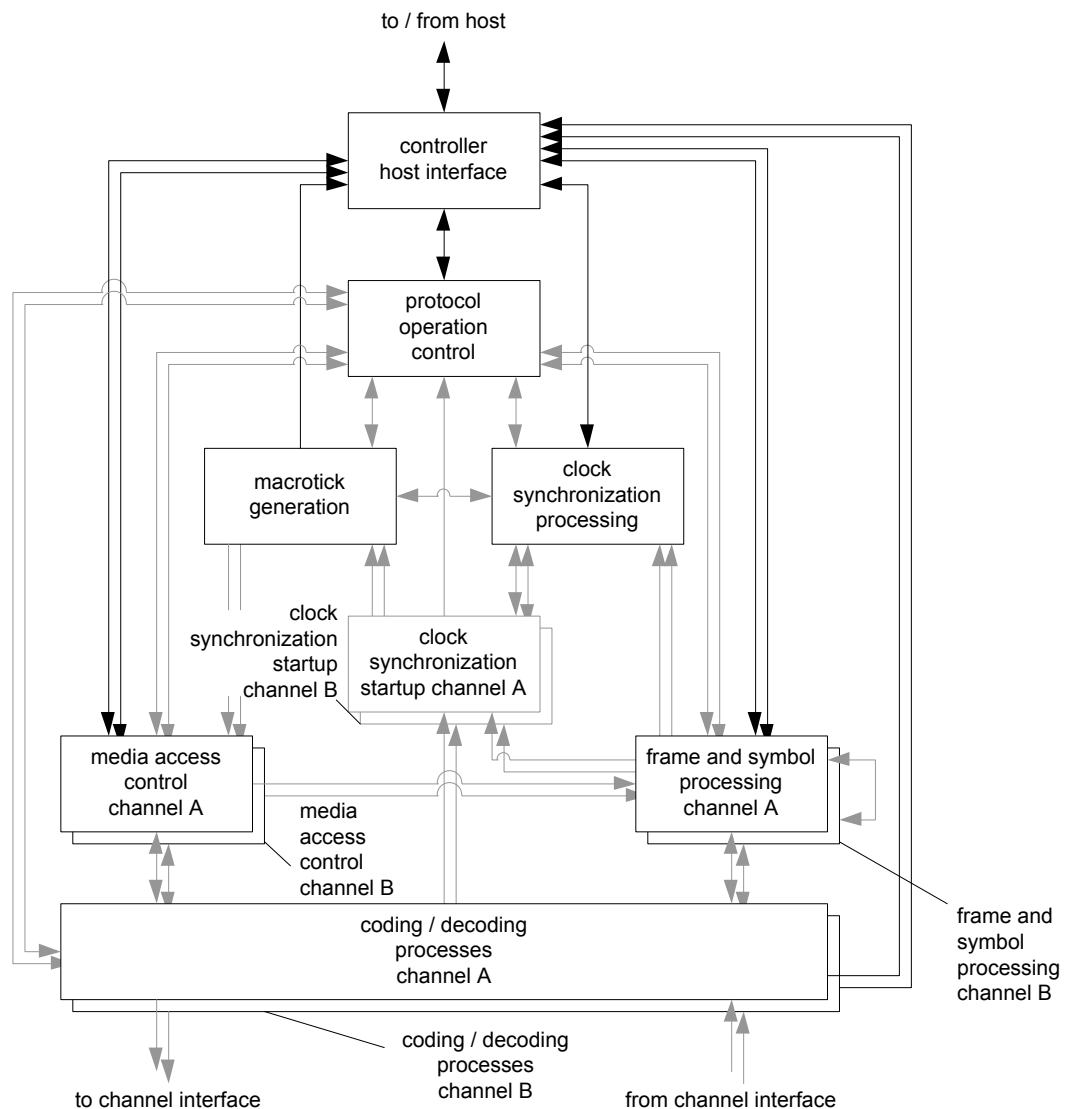 to / from host
controller
host interface
protocol
operation
control
macrotick
generation
clock
synchronization
processing
clock
synchronization
startup
channel B
clock
synchronization
startup channel A
media access
control
channel A
frame and symbol
processing
channel A
media
access
control
channel B
coding / decoding
processes
channel A
frame and
symbol
processing
channel B
coding / decoding
processes
channel B
to channel interface
from channel interface